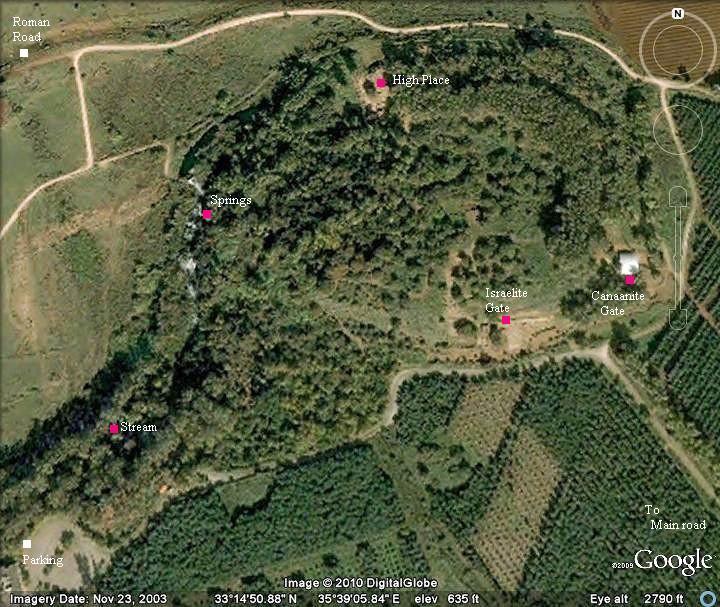 Roman
Road
N
High Place
Springs
Israelite
Gate
Canaanite
Gate
Stream
To
Main road
Parking
©2009 Google
Image © 2010 DigitalGlobe
Imagery Date: Nov 23, 2003 33°14'50.88" N 35°39'05.84" E elev 635 ft Eye alt 2790 ft